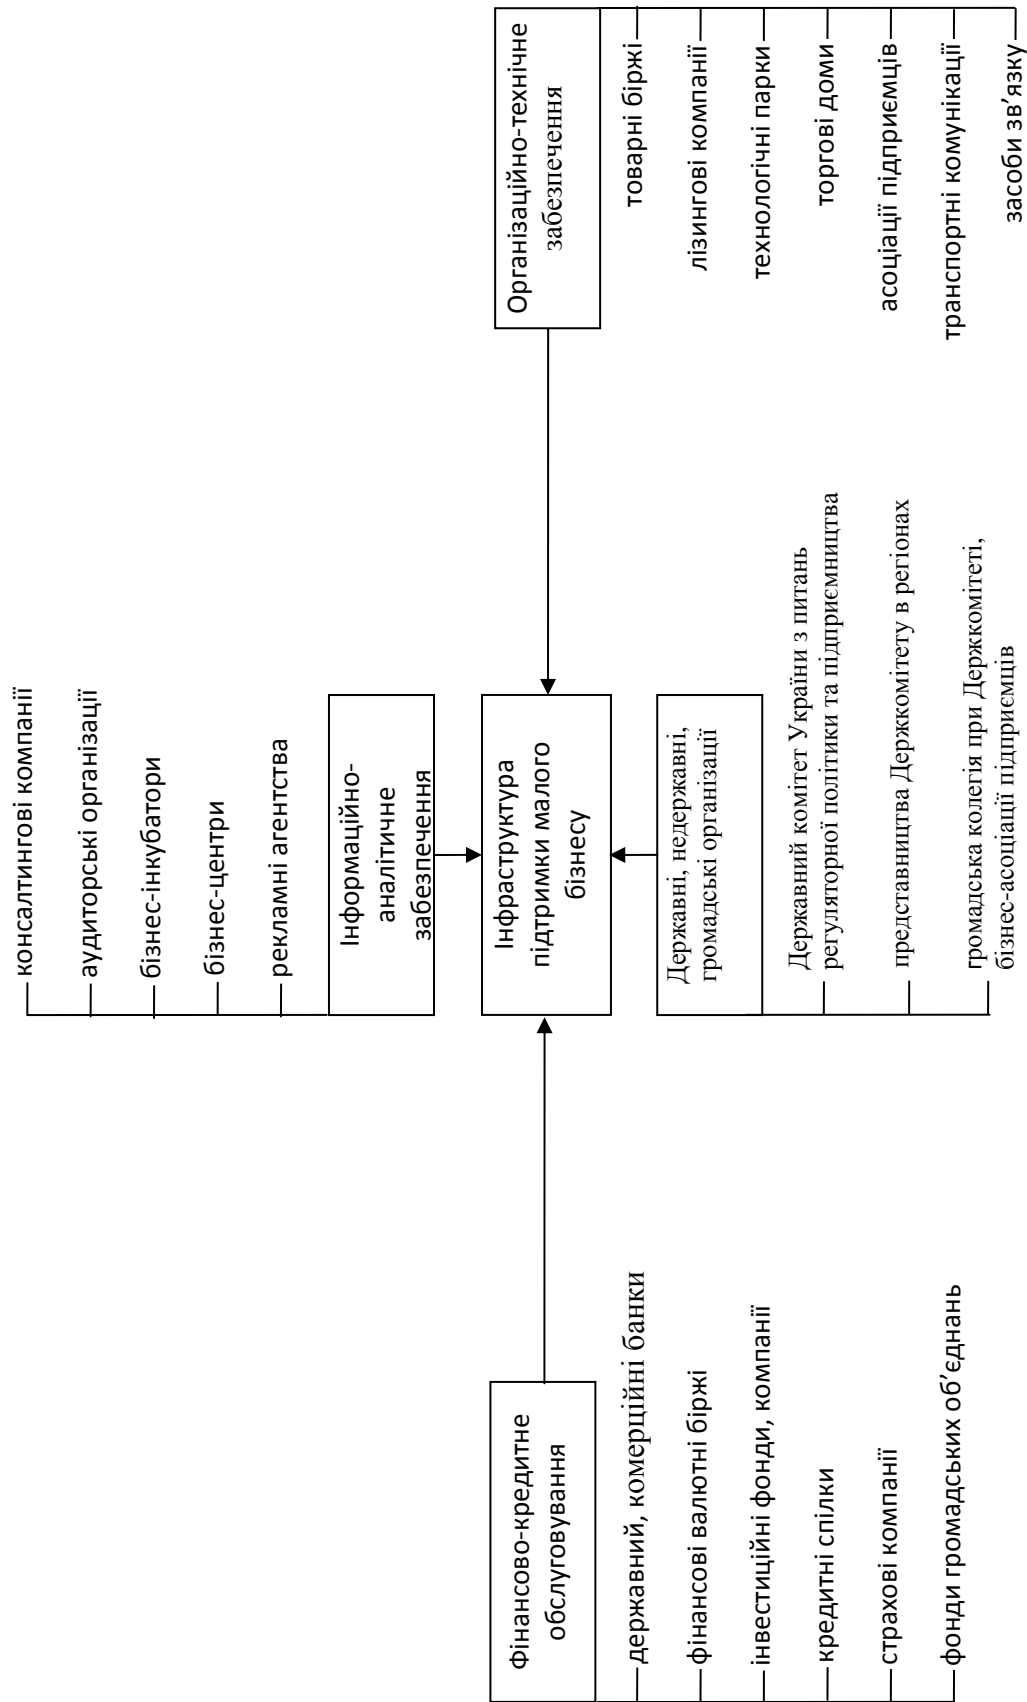 консалтингові компанії
аудиторські організації
бізнес-інкубатори
бізнес-центри
рекламні агентства
Інформаційно-
аналітичне
забезпечення
Фінансово-кредитне
обслуговування
державний, комерційні банки
фінансові валютні біржі
інвестиційні фонди, компанії
кредитні спілки
страхові компанії
фонди громадських об’єднань
Інфраструктура
підтримки малого
бізнесу
Організаційно-технічне
забезпечення
товарні біржі
лізингові компанії
технологічні парки
торгові доми
асоціації підприємців
транспортні комунікації
засоби зв’язку
Державні, недержавні,
громадські організації
Державний комітет України з питань
регуляторної політики та підприємництва
представництва Держкомітету в регіонах
громадська колегія при Держкомітеті,
бізнес-асоціації підприємців